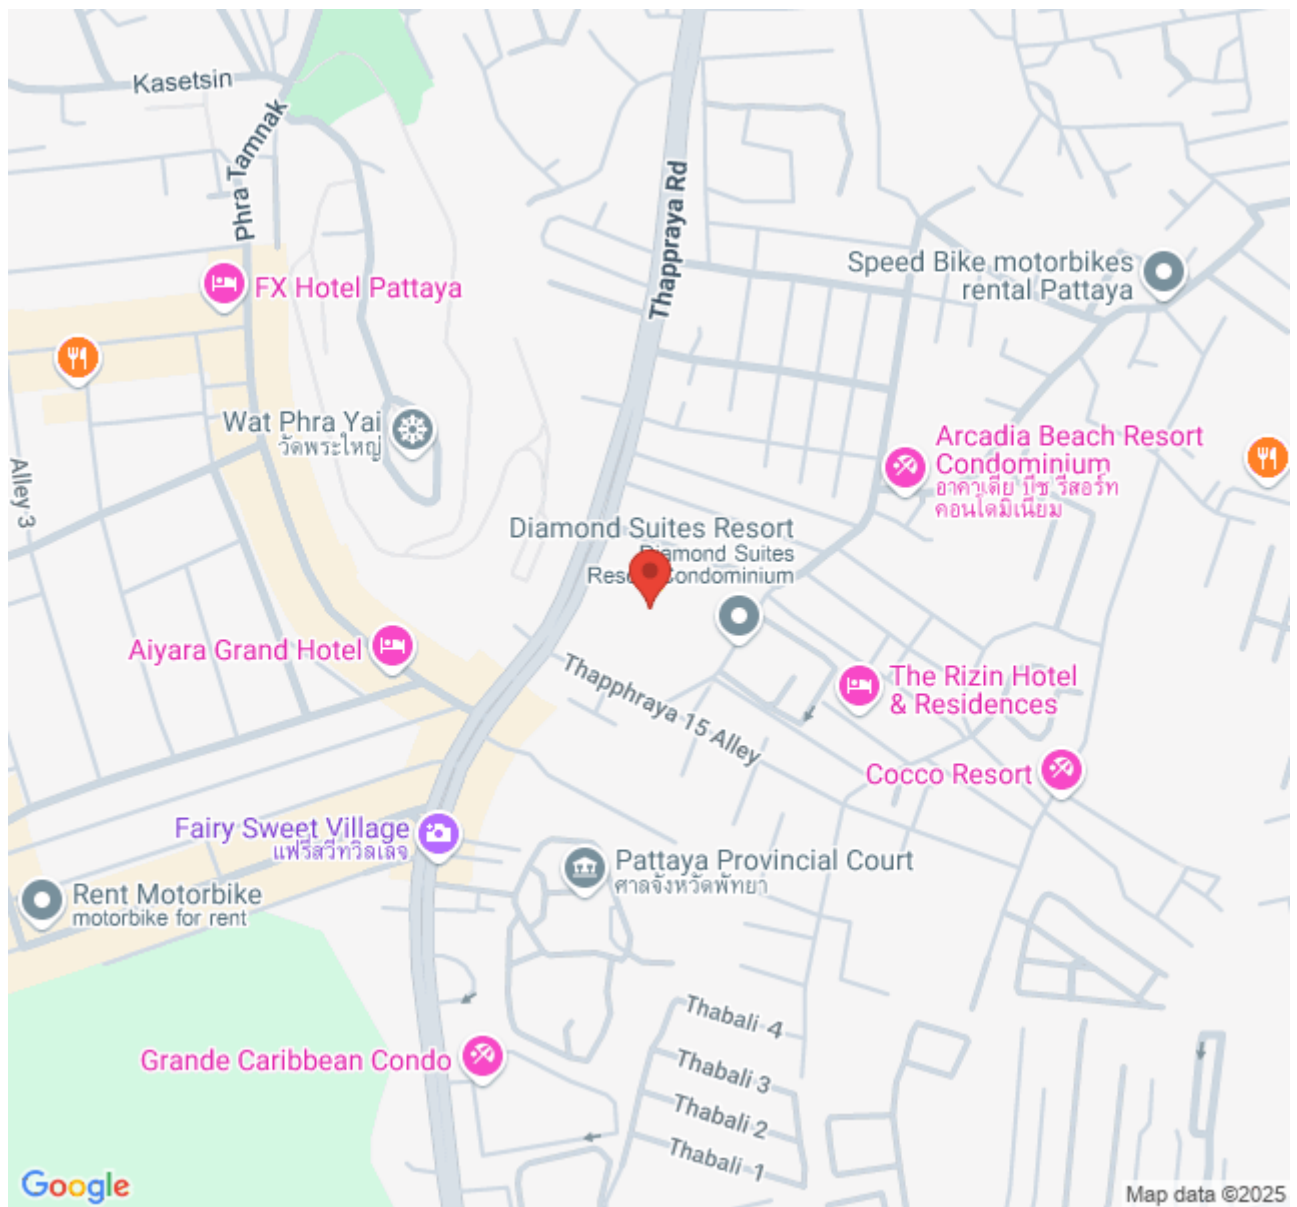 Kasetsin
Phra Tamnak
Thappraya Rd
Speed Bike motorbikes
rental Pattaya
FX Hotel Pattaya
Wat Phra Yai
วัดพระใหญ่
Alley 3
Arcadia Beach Resort
Condominium
อาคาเดีย บีช รีสอร์ท
คอนโดมิเนียม
Diamond Suites Resort
Diamond Suites
Condominium
Aiyara Grand Hotel
Thapphraya 15 Alley
The Rizin Hotel
& Residences
Cocco Resort
Fairy Sweet Village
แฟรีสวีทวิลเลจ
Pattaya Provincial Court
ศาลจังหวัดพัทยา
Rent Motorbike
motorbike for rent
Thabali 4
Grande Caribbean Condo
Thabali 3
Thabali 2
Thabali 1
Google
Map data ©2025